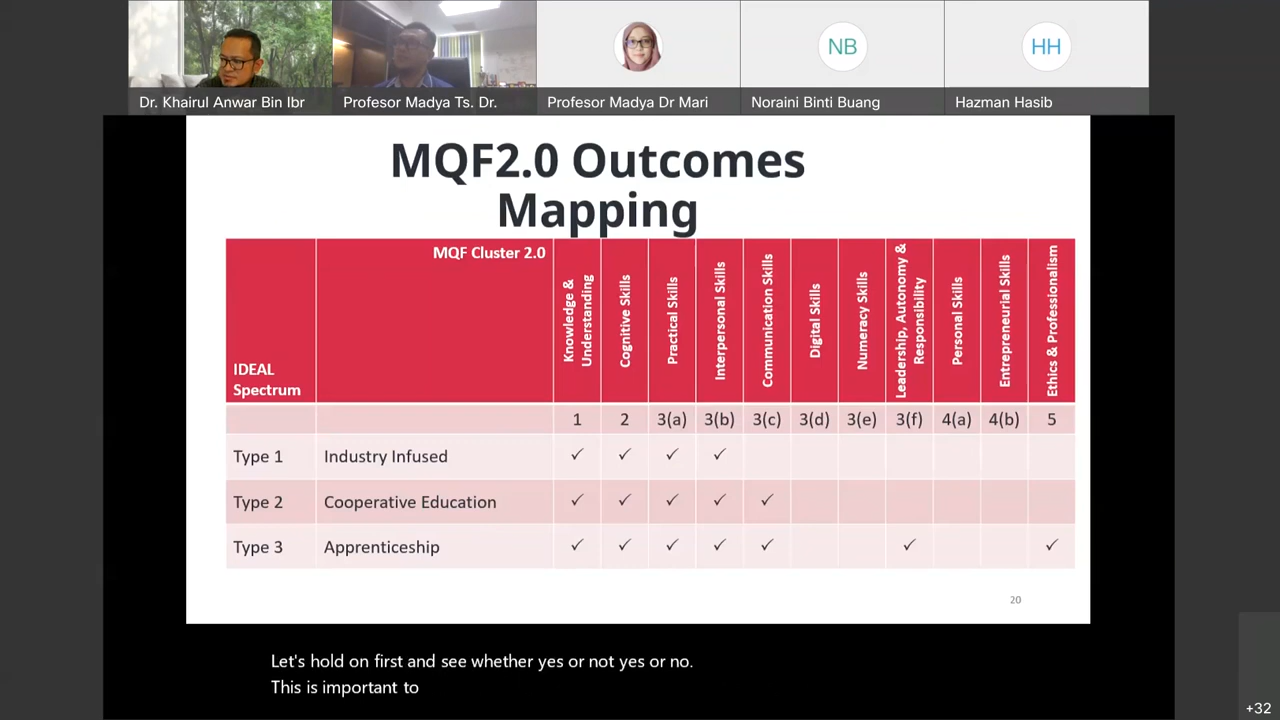 Dr. Khairul Anwar Bin Ibr
Profesor Madya Ts. Dr.
Profesor Madya Dr Mari
NB
Noraini Binti Buang
HH
Hazman Hasib
MQF2.0 Outcomes
Mapping
IDEAL
Spectrum
MQF Cluster 2.0
Knowledge &
Understanding
Cognitive Skills
Practical Skills
Interpersonal Skills
Communication Skills
Digital Skills
Numeracy Skills
Leadership, Autonomy &
Responsibility
Personal Skills
Entrepreneurial Skills
Ethics & Professionalism
1 2 3(a) 3(b) 3(c) 3(d) 3(e) 3(f) 4(a) 4(b) 5
Type 1 Industry Infused ✓ ✓ ✓ ✓
Type 2 Cooperative Education ✓ ✓ ✓ ✓ ✓
Type 3 Apprenticeship ✓ ✓ ✓ ✓ ✓ ✓ ✓
20
Let's hold on first and see whether yes or not yes or no.
This is important to
+32